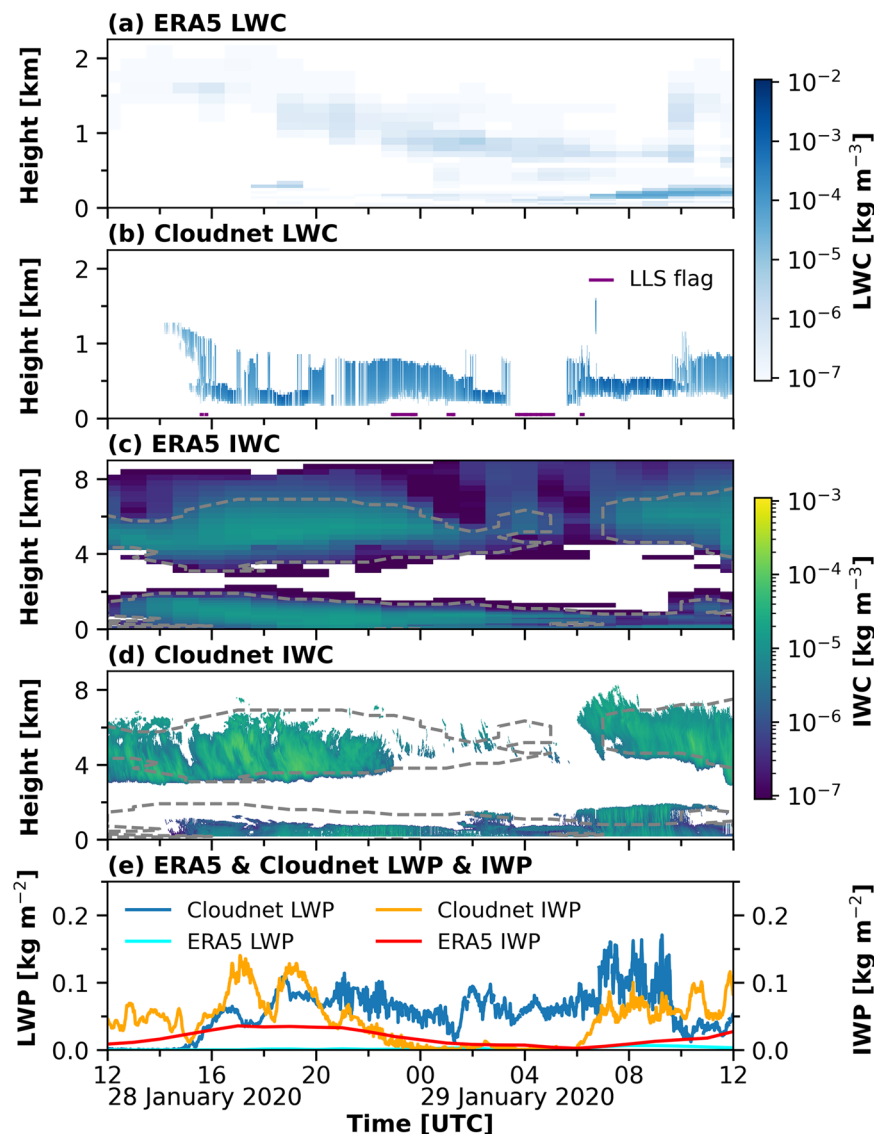 (a) ERA5 LWC
Height [km]
2
1
0
(b) Cloudnet LWC
Height [km]
2
1
0
LLS flag
LWC [kg m⁻³]
10⁻²
10⁻³
10⁻⁴
10⁻⁵
10⁻⁶
10⁻⁷
(c) ERA5 IWC
Height [km]
8
4
0
(d) Cloudnet IWC
Height [km]
8
4
0
IWC [kg m⁻³]
10⁻³
10⁻⁴
10⁻⁵
10⁻⁶
10⁻⁷
(e) ERA5 & Cloudnet LWP & IWP
LWP [kg m⁻²]
0.2
0.1
0.0
Cloudnet LWP
Cloudnet IWP
ERA5 LWP
ERA5 IWP
0.2
0.1
0.0
IWP [kg m⁻²]
12 16 20 00 04 08 12
28 January 2020 29 January 2020
Time [UTC]